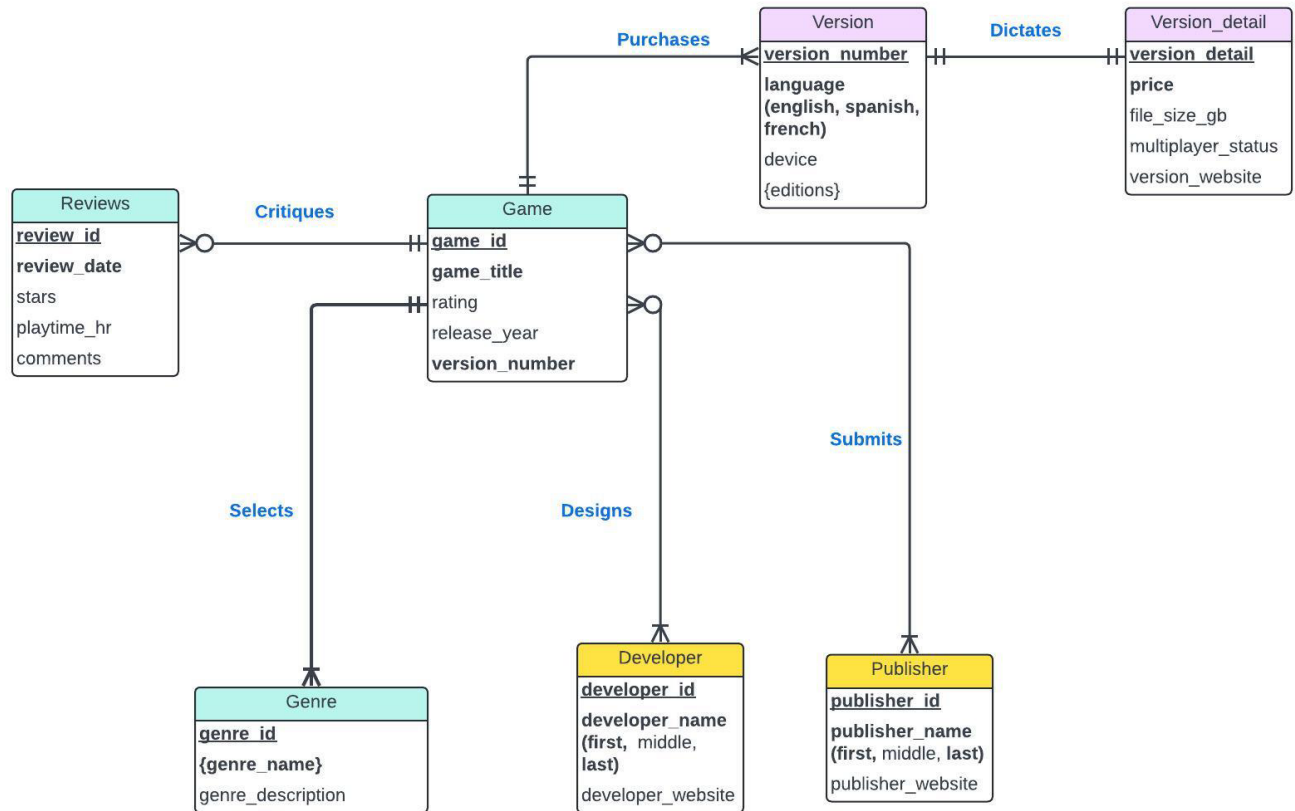 Version
version_number
language
(english, spanish,
french)
device
{editions}
Version_detail
version_detail
price
file_size_gb
multiplayer_status
version_website
Purchases
Dictates
Reviews
review_id
review_date
stars
playtime_hr
comments
Critiques
Game
game_id
game_title
rating
release_year
version_number
Selects
Designs
Submits
Genre
genre_id
{genre_name}
genre_description
Developer
developer_id
developer_name
(first, middle,
last)
developer_website
Publisher
publisher_id
publisher_name
(first, middle, last)
publisher_website